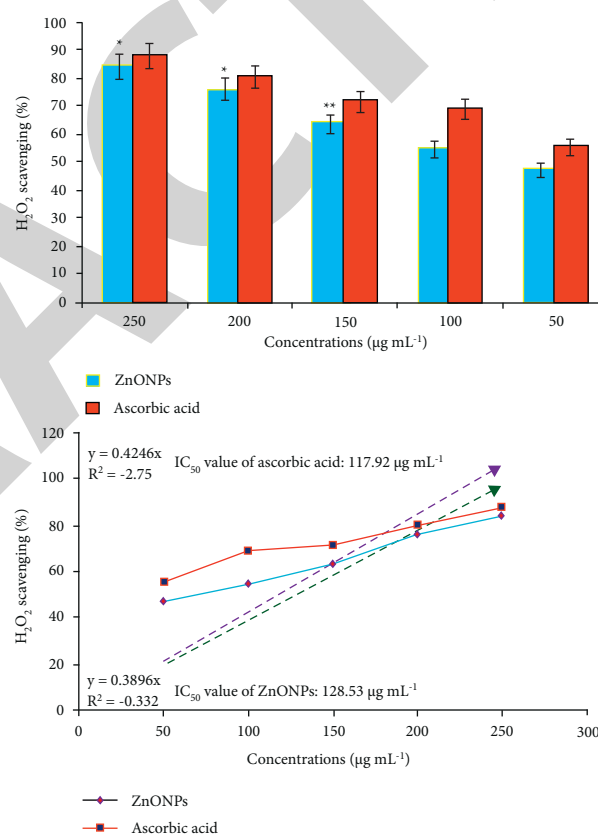 100
90
80
70
60
50
40
30
20
10
0
H₂O₂ scavenging (%)
*
*
**
250 200 150 100 50
Concentrations (µg mL⁻¹)
ZnONPs
Ascorbic acid
120
100
80
60
40
20
0
H₂O₂ scavenging (%)
y = 0.4246x
R² = -2.75
IC₅₀ value of ascorbic acid: 117.92 µg mL⁻¹
y = 0.3896x
R² = -0.332
IC₅₀ value of ZnONPs: 128.53 µg mL⁻¹
0 50 100 150 200 250 300
Concentrations (µg mL⁻¹)
ZnONPs
Ascorbic acid